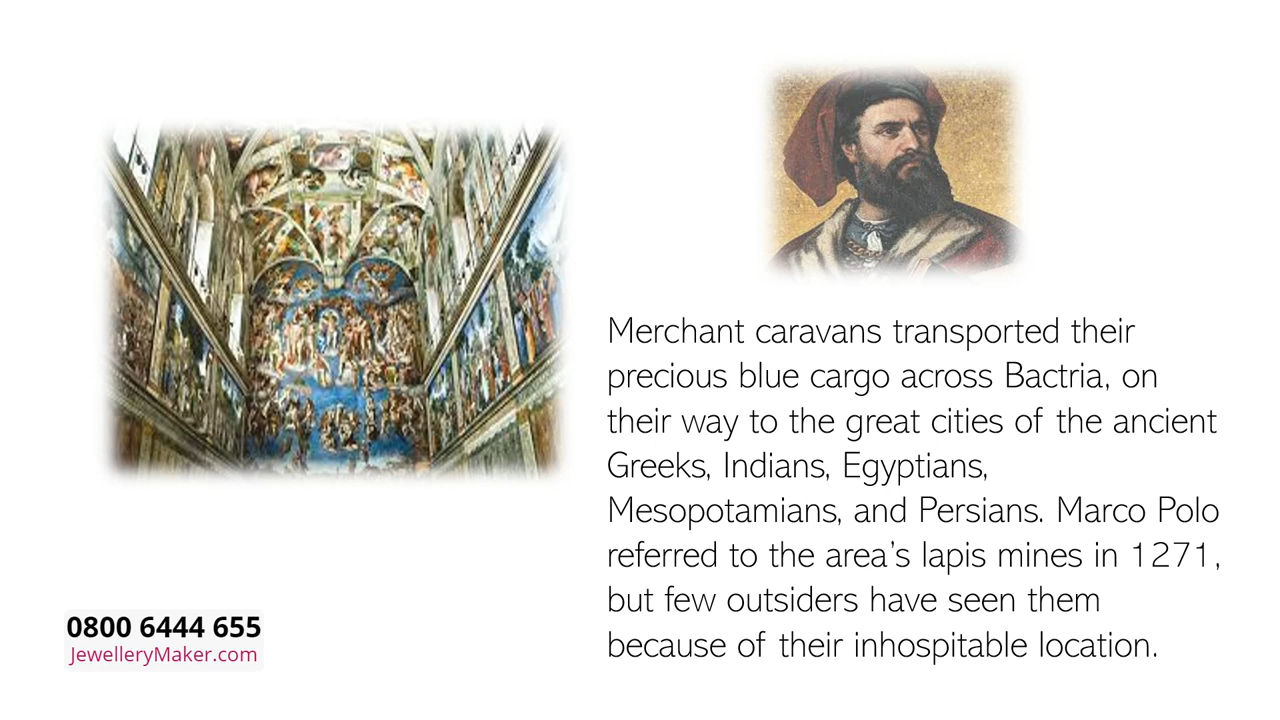 Merchant caravans transported their
precious blue cargo across Bactria, on
their way to the great cities of the ancient
Greeks, Indians, Egyptians,
Mesopotamians, and Persians. Marco Polo
referred to the area's lapis mines in 1271,
but few outsiders have seen them
because of their inhospitable location.
0800 6444 655
JewelleryMaker.com